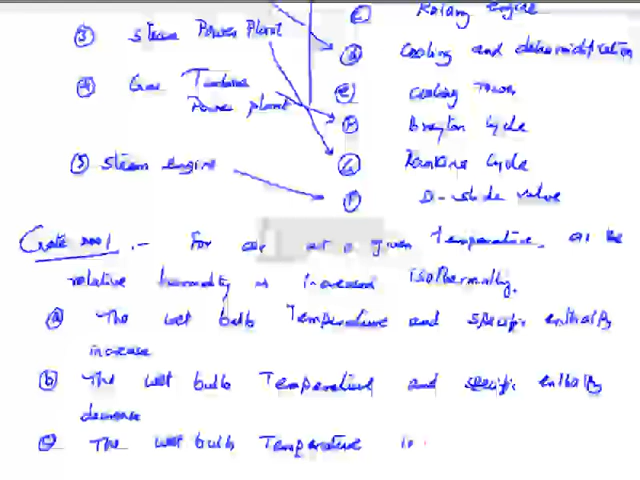 (c) Rotary Engine
(3) Steam Power Plant
(d) Cooling and dehumidification
(4) Gas Turbine
Power plant
(e) Cooling Tower
Brayton Cycle
(5) Steam engine
Rankine Cycle
D-slide valve
Gate 2001 :- For air at a given Temperature, as the
relative humidity is increased isothermally,
(a) The wet bulb Temperature and specific enthalpy
increase
(b) The wet bulb Temperature and specific enthalpy
decrease
(c) The wet bulb Temperature in